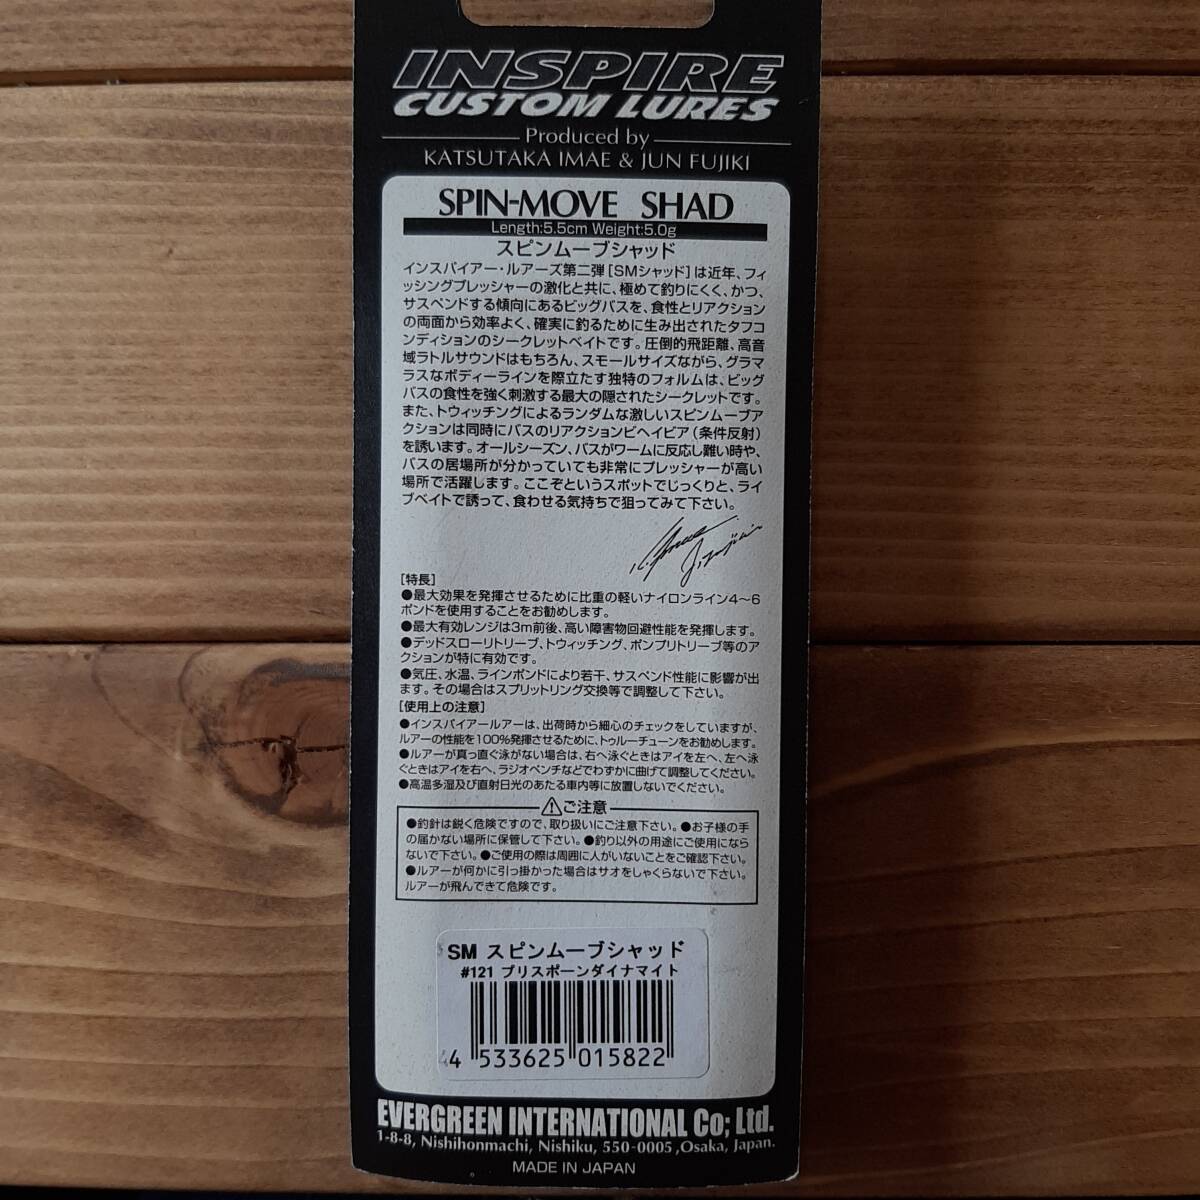 INSPIRE
CUSTOM LURES
Produced by
KATSUTAKA IMAE & JUN FUJIKI
SPIN-MOVE SHAD
Length:5.5cm Weight:5.0g
スピンムーブシャッド
インスパイアー・ルアーズ第二弾[SMシャッド]は近年、フィ
ッシングプレッシャーの激化と共に、極めて釣りにくく、かつ、
サスペンドする傾向にあるビッグバスを、食性とリアクション
の両面から効率よく、確実に釣るために生み出されたタフコ
ンディションのシークレットベイトです。圧倒的飛距離、高音
域ラトルサウンドはもちろん、スモールサイズながら、グラマ
ラスなボディーラインを際立たす独特のフォルムは、ビッグ
バスの食性を強く刺激する最大の隠されたシークレットです。
また、トウィッチングによるランダムな激しいスピンムーブア
クションは同時にバスのリアクションビヘイビア(条件反射)
を誘います。オールシーズン、バスがワームに反応し難い時や、
バスの居場所が分かっていても非常にプレッシャーが高い
場所で活躍します。ここぞというスポットでじっくりと、ライ
ブベイトで誘って、食わせる気持ちで狙ってみて下さい。
[特長]
●最大効果を発揮させるために比重の軽いナイロンライン4〜6
ポンドを使用することをお勧めします。
●最大有効レンジは3m前後、高い障害物回避性能を発揮します。
●デッドスローリトリーブ、トウィッチング、ポンプリトリーブ等のア
クションが特に有効です。
●気圧、水温、ラインポンドにより若干、サスペンド性能に影響が出
ます。その場合はスプリットリング交換等で調整して下さい。
[使用上の注意]
●インスパイアールアーは、出荷時から細心のチェックをしていますが、
ルアーの性能を100%発揮させるために、トゥルーチューンをお勧めします。
●ルアーが真っ直ぐ泳がない場合は、右へ泳ぐときはアイを左へ、左へ泳
ぐときはアイを右へ、ラジオペンチなどでわずかに曲げて調整してください。
●高温多湿及び直射日光のあたる車内等に放置しないでください。
⚠ご注意
●釣針は鋭く危険ですので、取り扱いにご注意下さい。●お子様の手
の届かない場所に保管して下さい。●釣り以外の用途にご使用になら
ないで下さい。●ご使用の際は周囲に人がいないことをご確認下さい。
●ルアーが何かに引っ掛かった場合はサオをしゃくらないで下さい。
ルアーが飛んできて危険です。
SM スピンムーブシャッド
#121 プリスポーンダイナマイト
4 533625 015822
EVERGREEN INTERNATIONAL Co; Ltd.
1-8-8, Nishihonmachi, Nishiku, 550-0005 ,Osaka, Japan.
MADE IN JAPAN